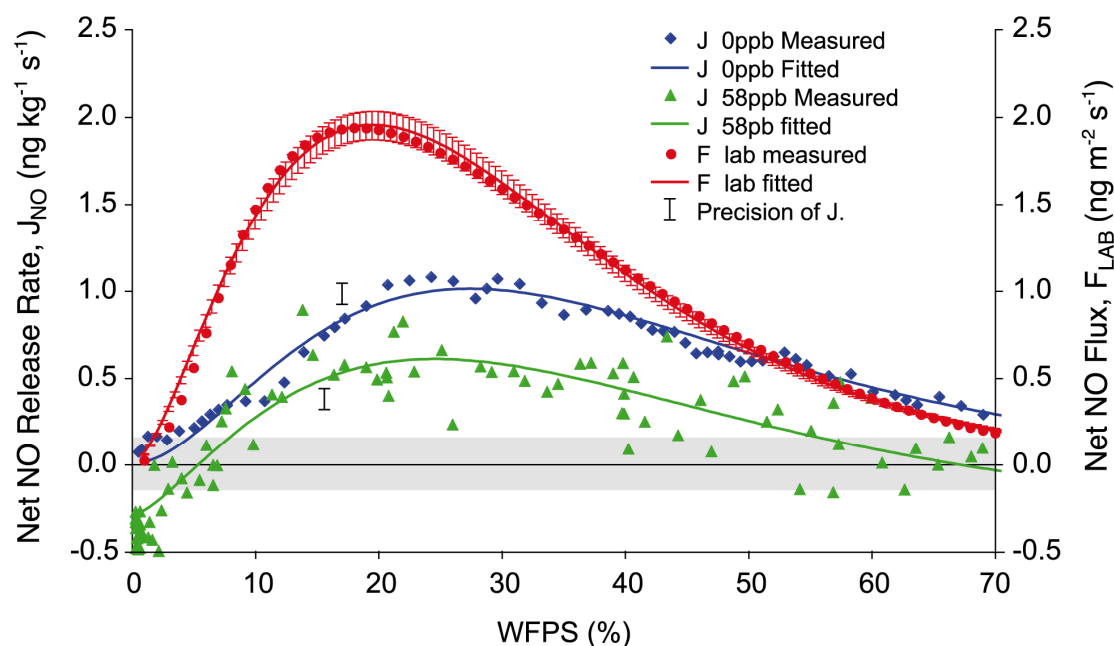 Net NO Release Rate, J_NO (ng kg⁻¹ s⁻¹)
2.5
2.0
1.5
1.0
0.5
0.0
-0.5
J 0ppb Measured
J 0ppb Fitted
J 58ppb Measured
J 58pb fitted
F lab measured
F lab fitted
Precision of J.
2.5
2.0
1.5
1.0
0.5
0.0
-0.5
Net NO Flux, F_LAB (ng m⁻² s⁻¹)
0 10 20 30 40 50 60 70
WFPS (%)